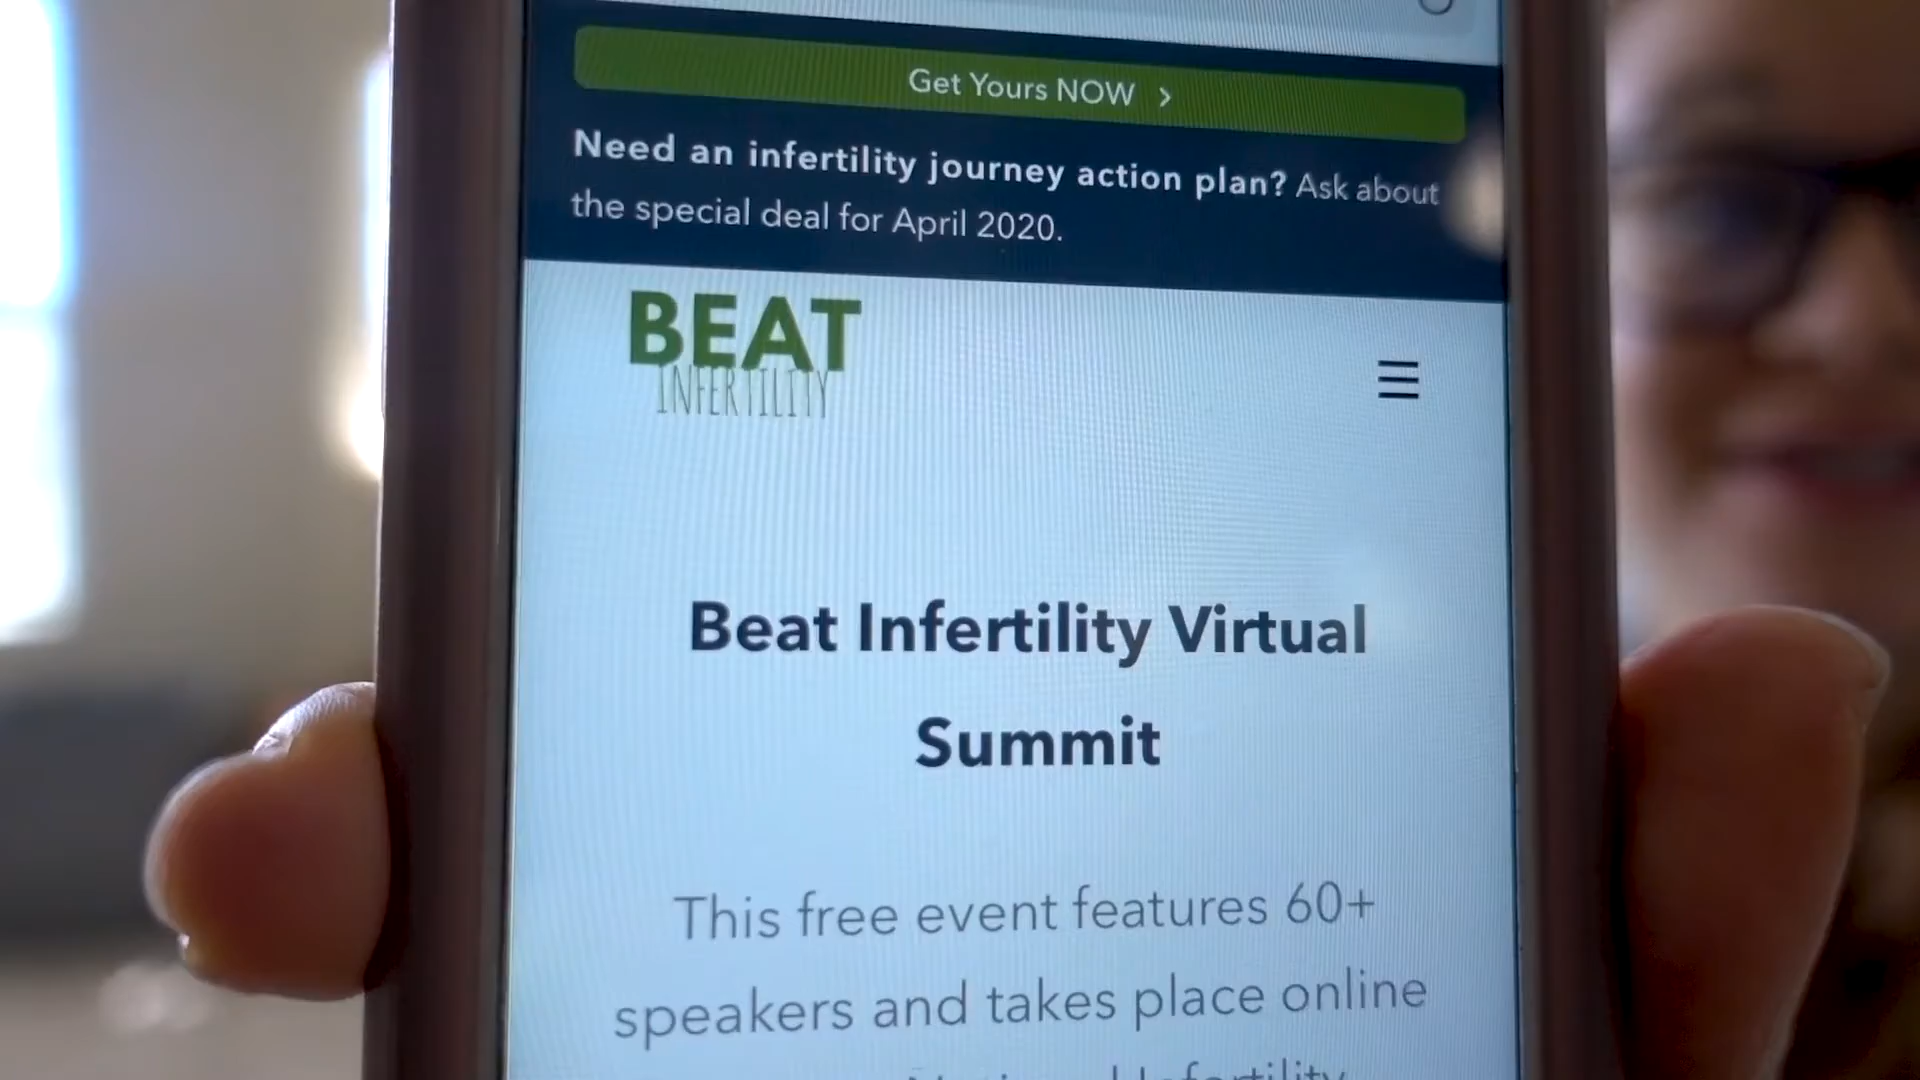 Get Yours NOW >
Need an infertility journey action plan? Ask about
the special deal for April 2020.
BEAT
INFERTILITY
Beat Infertility Virtual
Summit
This free event features 60+
speakers and takes place online
Infertility